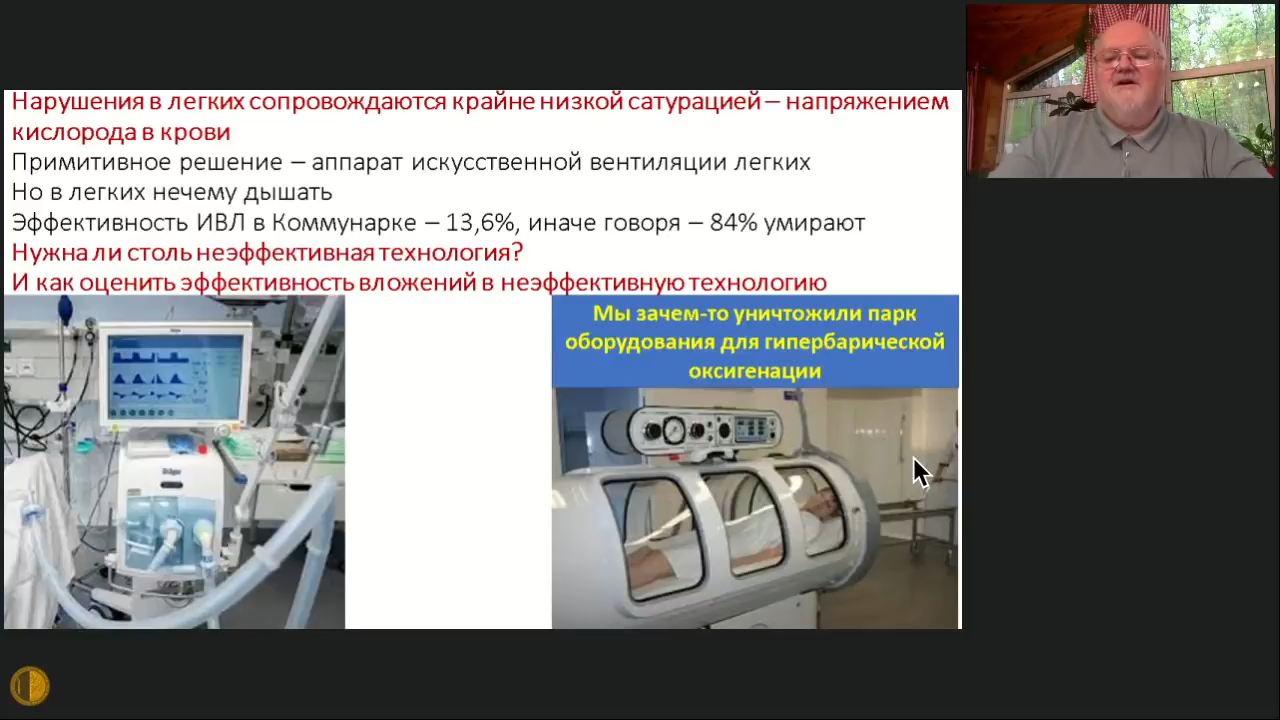 Нарушения в легких сопровождаются крайне низкой сатурацией – напряжением
кислорода в крови
Примитивное решение – аппарат искусственной вентиляции легких
Но в легких нечему дышать
Эффективность ИВЛ в Коммунарке – 13,6%, иначе говоря – 84% умирают
Нужна ли столь неэффективная технология?
И как оценить эффективность вложений в неэффективную технологию
Мы зачем-то уничтожили парк
оборудования для гипербарической
оксигенации
Dräger